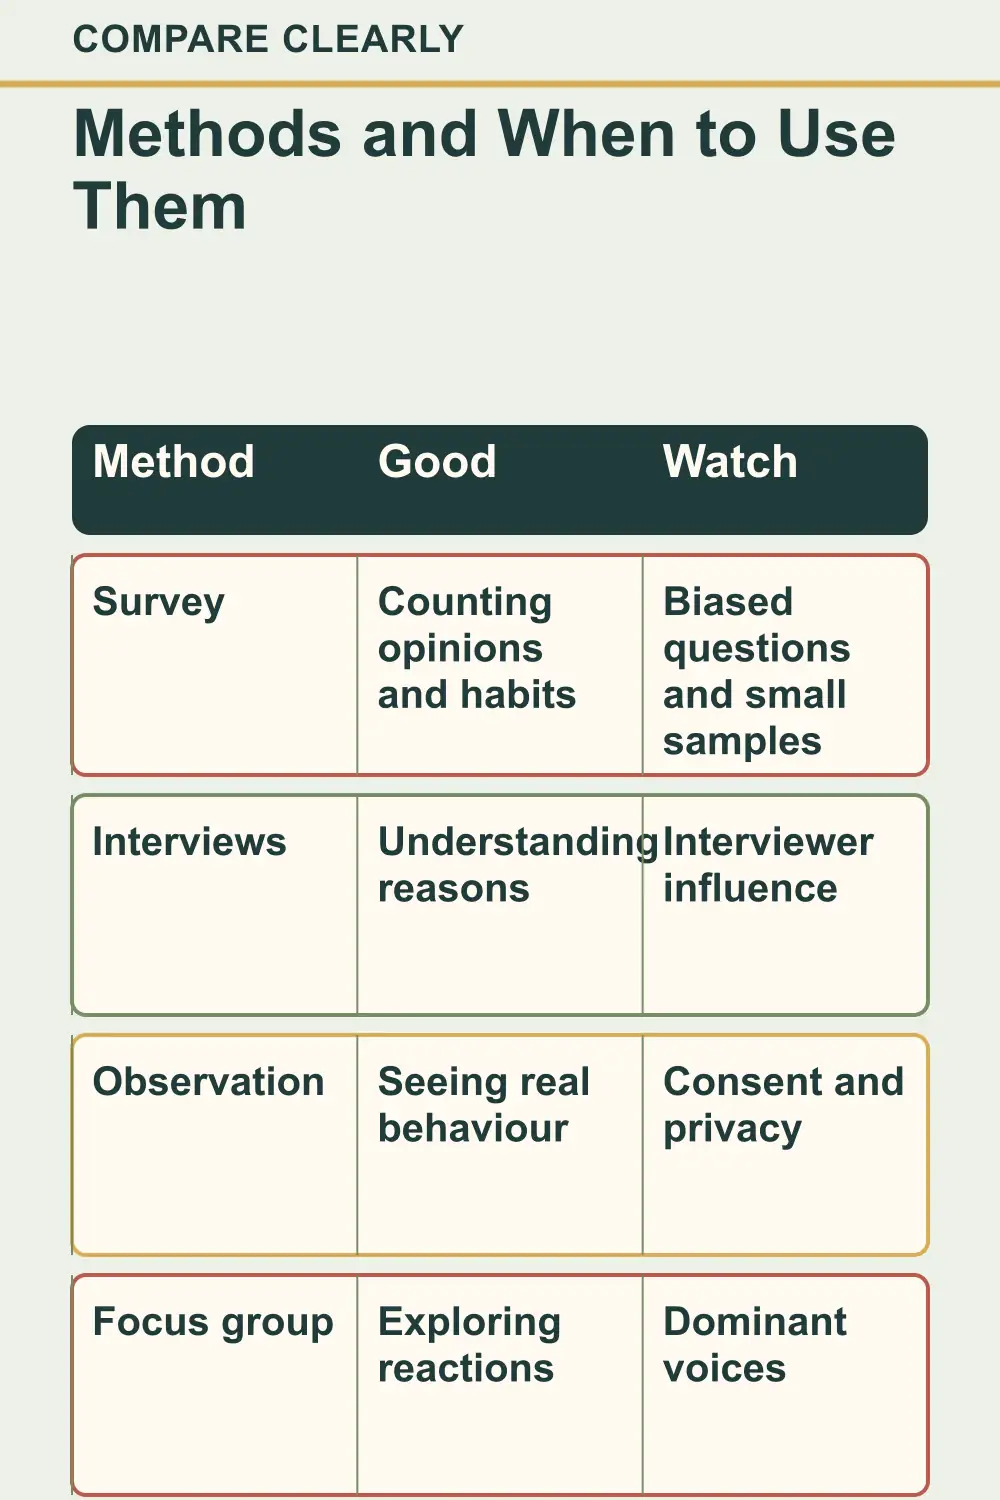 COMPARE CLEARLY
Methods and When to Use
Them
Method Good Watch
Survey
Counting
opinions
and habits
Biased
questions
and small
samples
Interviews
Understanding
reasons
Interviewer
influence
Observation
Seeing real
behaviour
Consent and
privacy
Focus group
Exploring
reactions
Dominant
voices